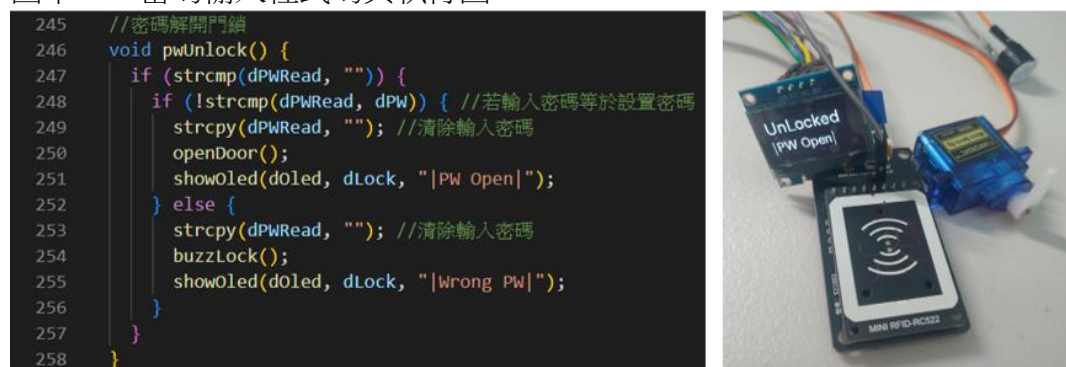 245 //密碼解開門鎖
246 void pwUnlock() {
247 if (strcmp(dPWRead, "")) {
248 if (!strcmp(dPWRead, dPW)) { //若輸入密碼等於設置密碼
249 strcpy(dPWRead, ""); //清除輸入密碼
250 openDoor();
251 showOled(dOled, dLock, "|PW Open|");
252 } else {
253 strcpy(dPWRead, ""); //清除輸入密碼
254 buzzLock();
255 showOled(dOled, dLock, "|Wrong PW|");
256 }
257 }
258 }
UnLocked
|PW Open|
MINI RFID-RC522